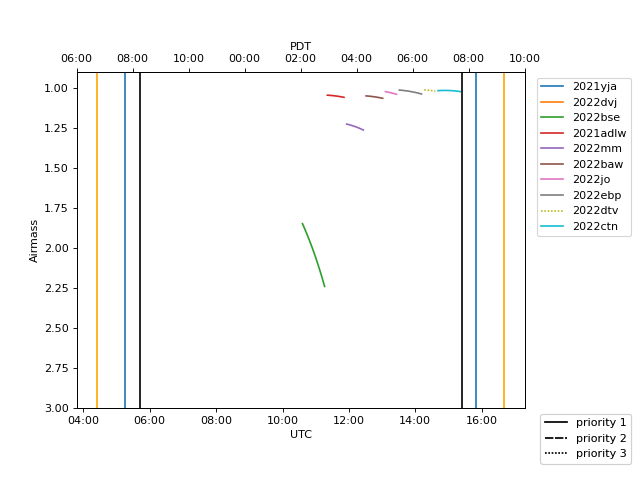 PDT
06:00 08:00 10:00 00:00 02:00 04:00 06:00 08:00 10:00
1.00
1.25
1.50
1.75
2.00
2.25
2.50
2.75
3.00
Airmass
04:00 06:00 08:00 10:00 12:00 14:00 16:00
UTC
2021yja
2022dvj
2022bse
2021adlw
2022mm
2022baw
2022jo
2022ebp
2022dtv
2022ctn
priority 1
priority 2
priority 3